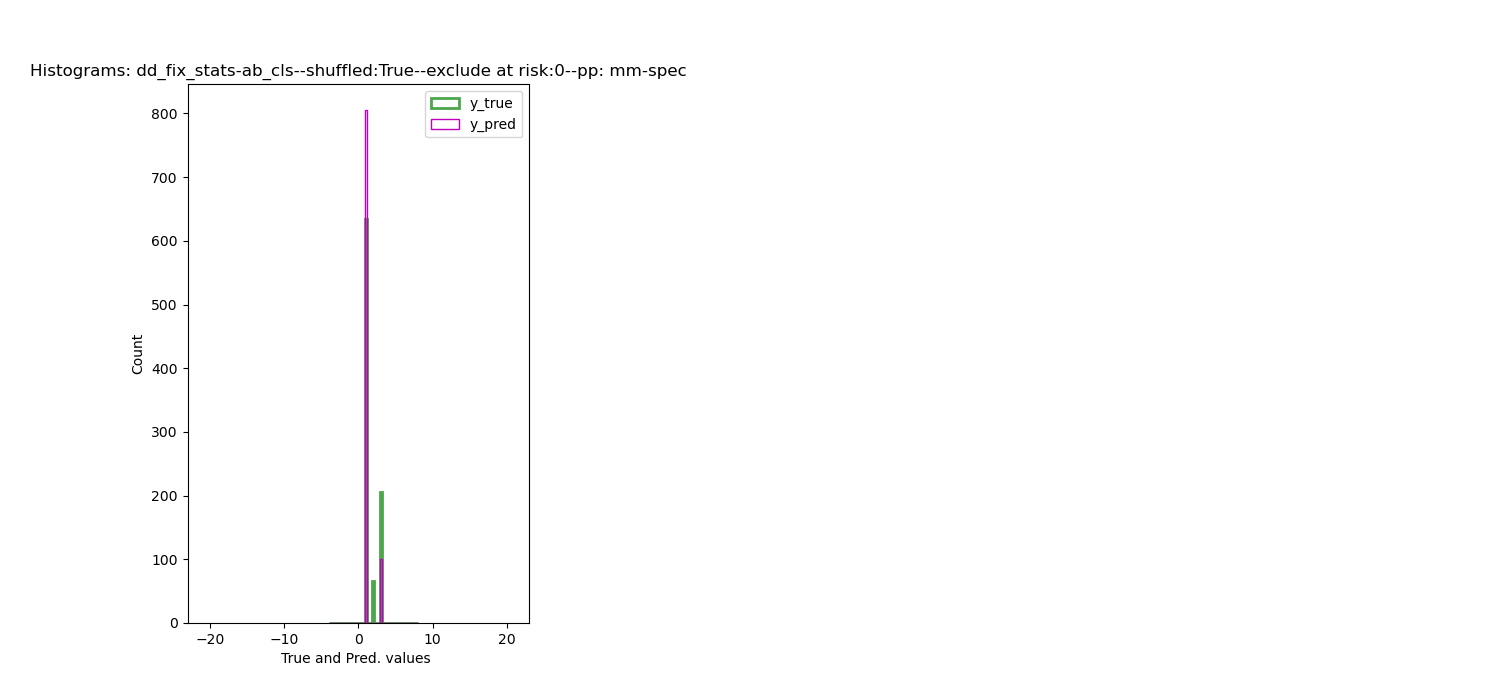 Histograms: dd_fix_stats-ab_cls--shuffled:True--exclude at risk:0--pp: mm-spec
y_true
y_pred
800
700
600
500
400
300
200
100
0
Count
−20 −10 0 10 20
True and Pred. values